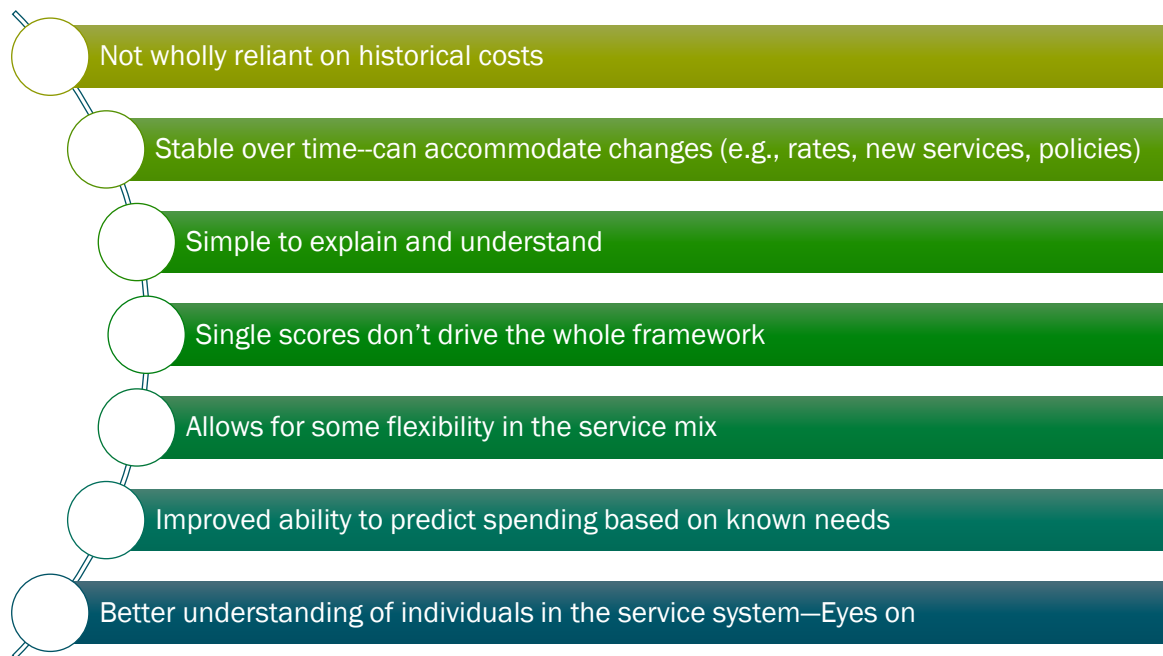 Not wholly reliant on historical costs
Stable over time--can accommodate changes (e.g., rates, new services, policies)
Simple to explain and understand
Single scores don’t drive the whole framework
Allows for some flexibility in the service mix
Improved ability to predict spending based on known needs
Better understanding of individuals in the service system—Eyes on